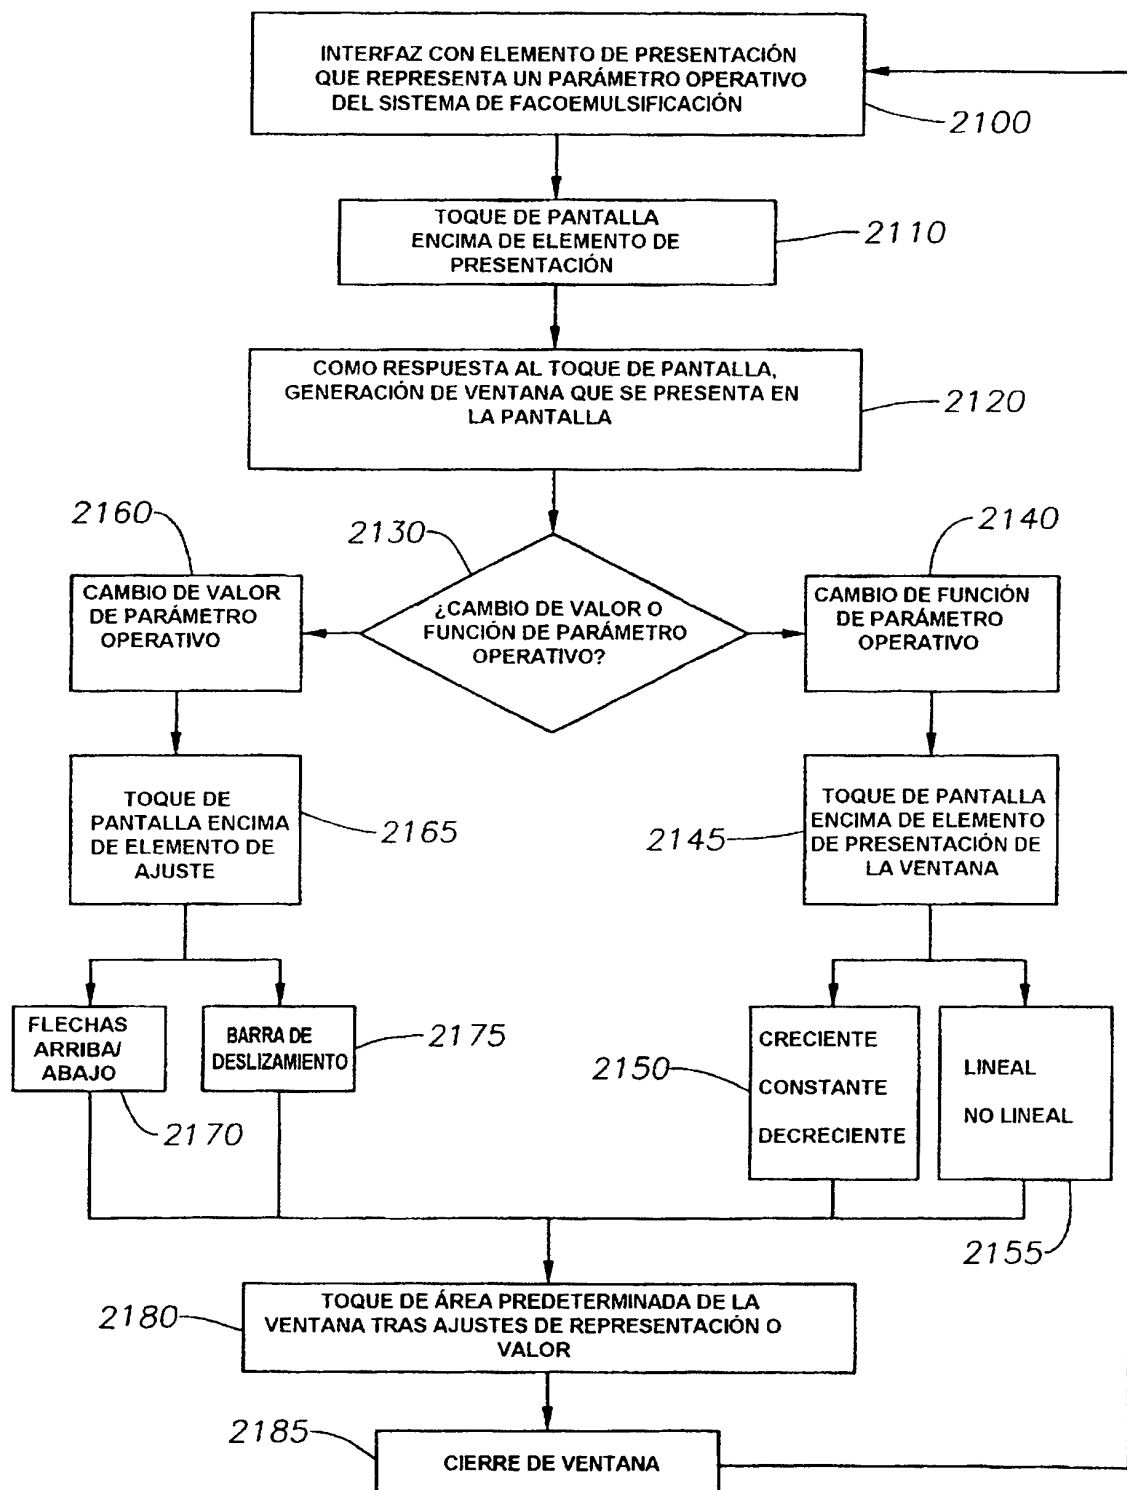 INTERFAZ CON ELEMENTO DE PRESENTACIÓN
QUE REPRESENTA UN PARÁMETRO OPERATIVO
DEL SISTEMA DE FACOEMULSIFICACIÓN
2100
TOQUE DE PANTALLA
ENCIMA DE ELEMENTO DE
PRESENTACIÓN
2110
COMO RESPUESTA AL TOQUE DE PANTALLA,
GENERACIÓN DE VENTANA QUE SE PRESENTA EN
LA PANTALLA
2120
2130
¿CAMBIO DE VALOR O
FUNCIÓN DE PARÁMETRO
OPERATIVO?
2160
CAMBIO DE VALOR
DE PARÁMETRO
OPERATIVO
2140
CAMBIO DE FUNCIÓN
DE PARÁMETRO
OPERATIVO
TOQUE DE
PANTALLA ENCIMA
DE ELEMENTO DE
AJUSTE
2165
2145
TOQUE DE PANTALLA
ENCIMA DE ELEMENTO
DE PRESENTACIÓN DE
LA VENTANA
FLECHAS
ARRIBA/
ABAJO
2170
BARRA DE
DESLIZAMIENTO
2175
2150
CRECIENTE
CONSTANTE
DECRECIENTE
LINEAL
NO LINEAL
2155
2180
TOQUE DE ÁREA PREDETERMINADA DE LA
VENTANA TRAS AJUSTES DE REPRESENTACIÓN O
VALOR
2185
CIERRE DE VENTANA